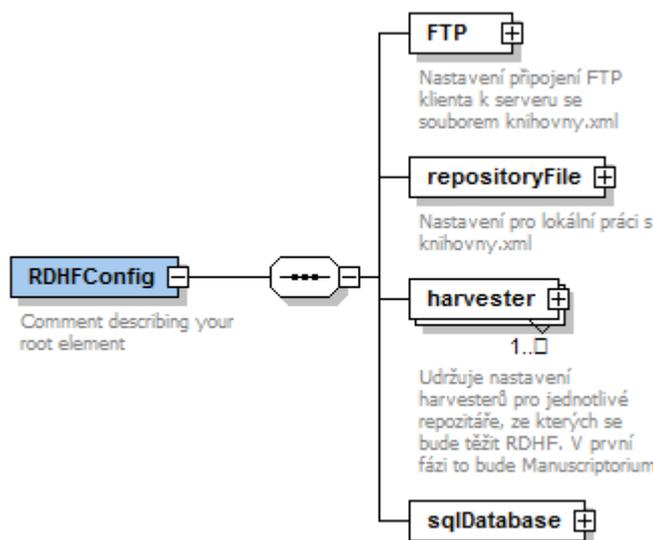 FTP
Nastavení připojení FTP
klienta k serveru se
souborem knihovny.xml
repositoryFile
Nastavení pro lokální práci s
knihovny.xml
RDHFConfig
Comment describing your
root element
harvester
1..□
Udržuje nastavení
harvesterů pro jednotlivé
repozitáře, ze kterých se
bude těžit RDHF. V první
fázi to bude Manuscriptorium
sqlDatabase